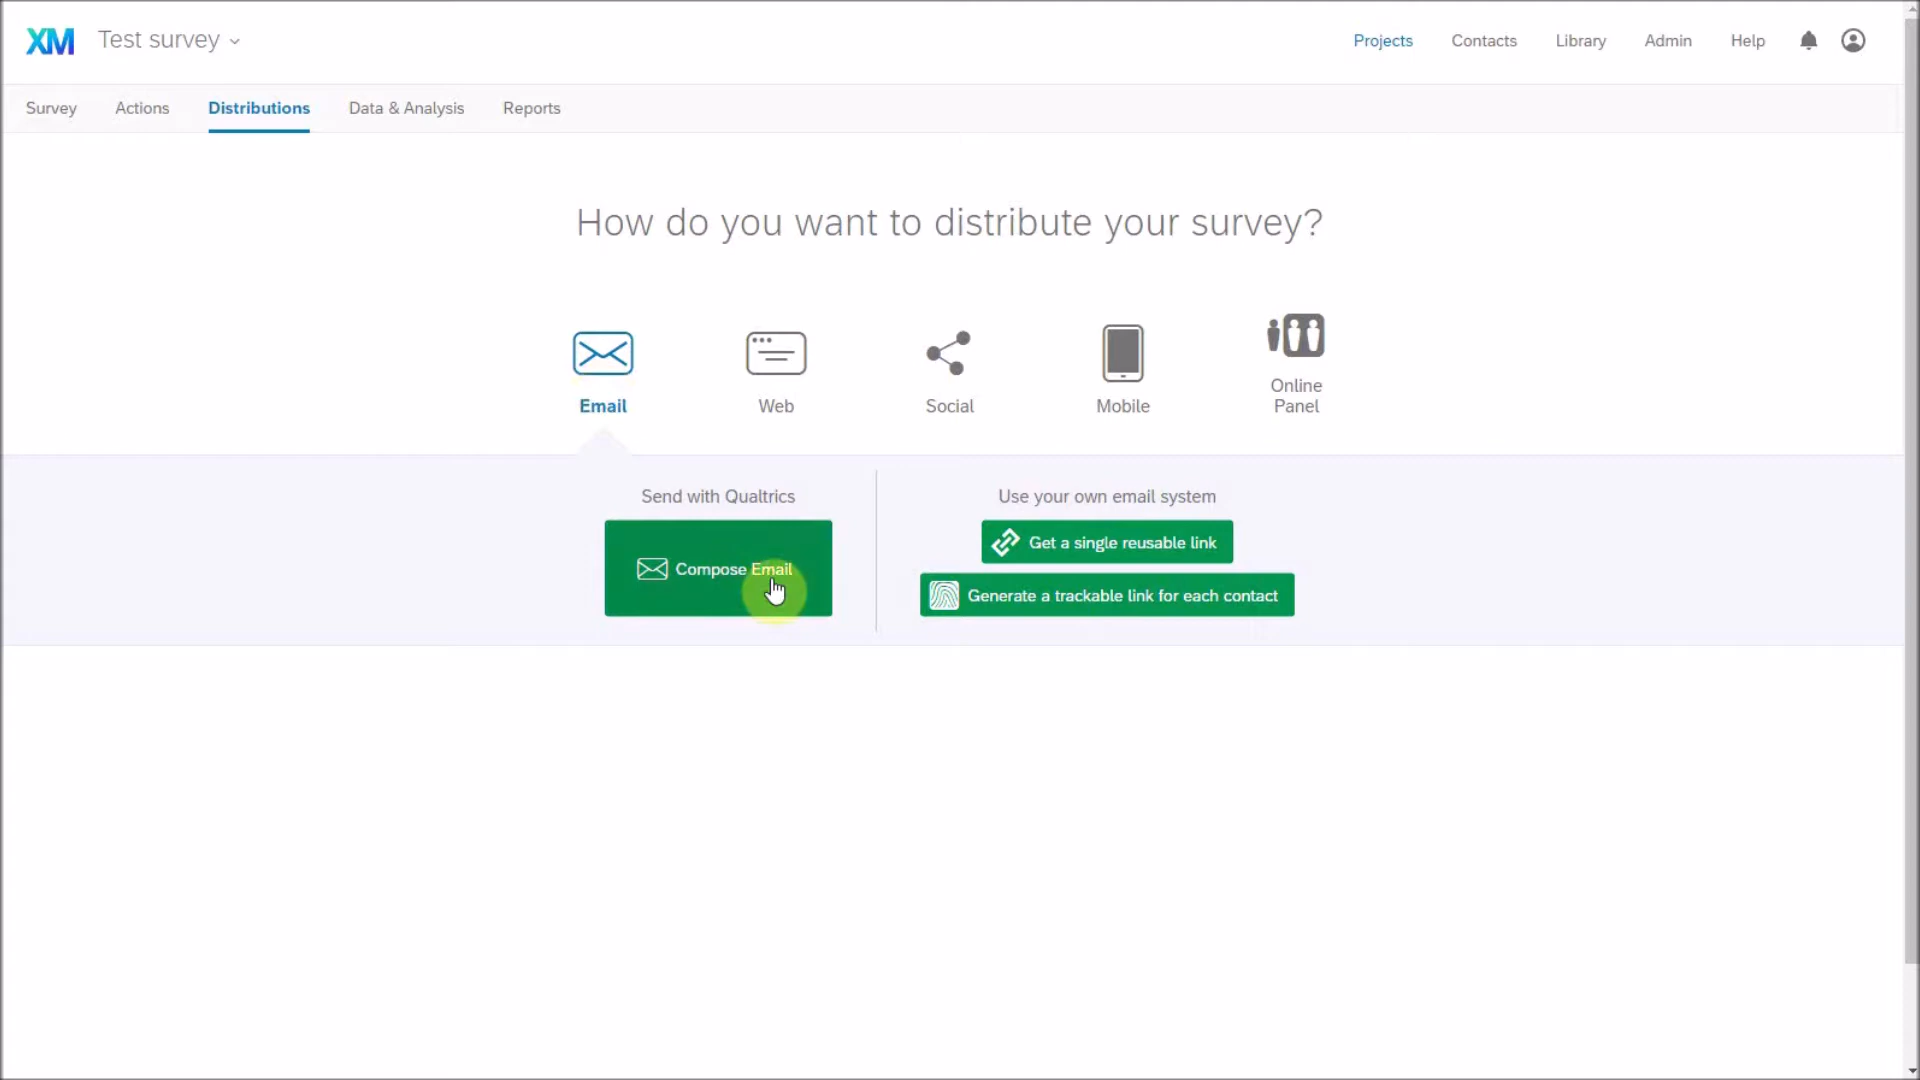 XM Test survey
Projects Contacts Library Admin Help
Survey Actions Distributions Data & Analysis Reports
How do you want to distribute your survey?
Email Web Social Mobile Online
Panel
Send with Qualtrics
Compose Email
Use your own email system
Get a single reusable link
Generate a trackable link for each contact